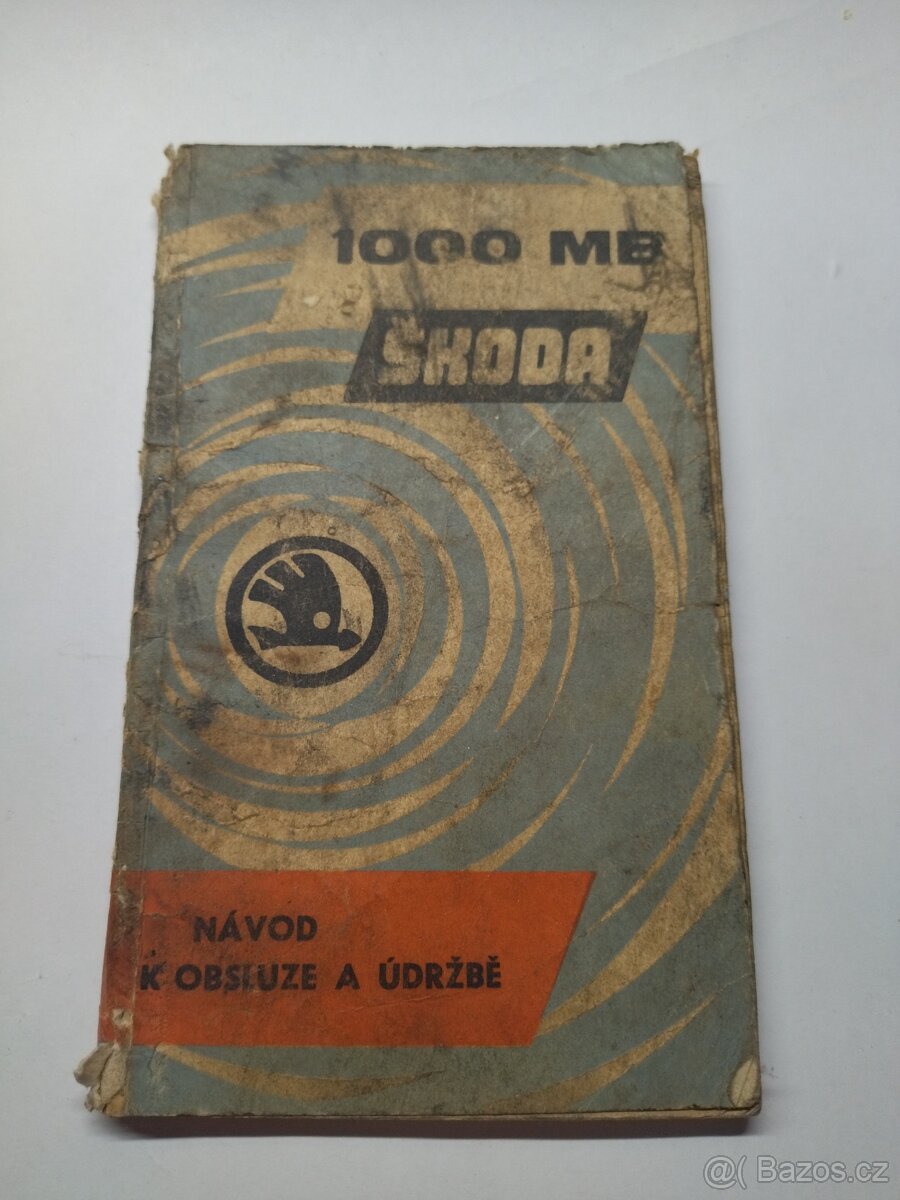 1000 MB
ŠKODA
NÁVOD
K OBSLUZE A ÚDRŽBĚ
@( Bazos.cz